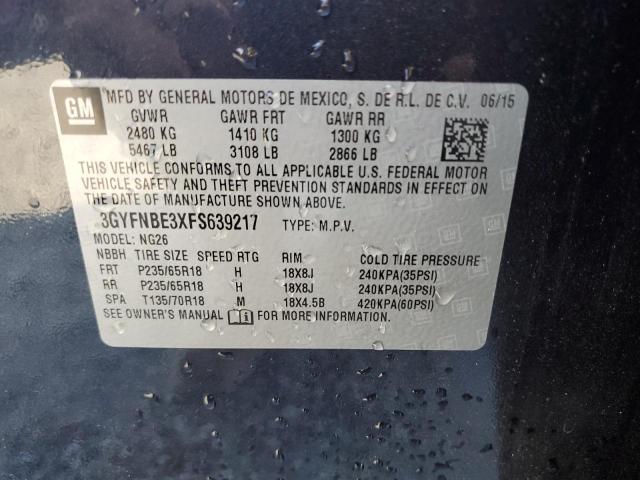 GM
MFD BY GENERAL MOTORS DE MEXICO, S. DE R.L. DE C.V. 06/15
GVWR GAWR FRT GAWR RR
2480 KG 1410 KG 1300 KG
5467 LB 3108 LB 2866 LB
THIS VEHICLE CONFORMS TO ALL APPLICABLE U.S. FEDERAL MOTOR
VEHICLE SAFETY AND THEFT PREVENTION STANDARDS IN EFFECT ON THE
DATE OF MANUFACTURE SHOWN ABOVE.
3GYFNBE3XFS639217 TYPE: M.P.V.
MODEL: NG26
NBBH TIRE SIZE SPEED RTG RIM COLD TIRE PRESSURE
FRT P235/65R18 H 18X8J 240KPA(35PSI)
RR P235/65R18 H 18X8J 240KPA(35PSI)
SPA T135/70R18 M 18X4.5B 420KPA(60PSI)
SEE OWNER'S MANUAL FOR MORE INFORMATION.